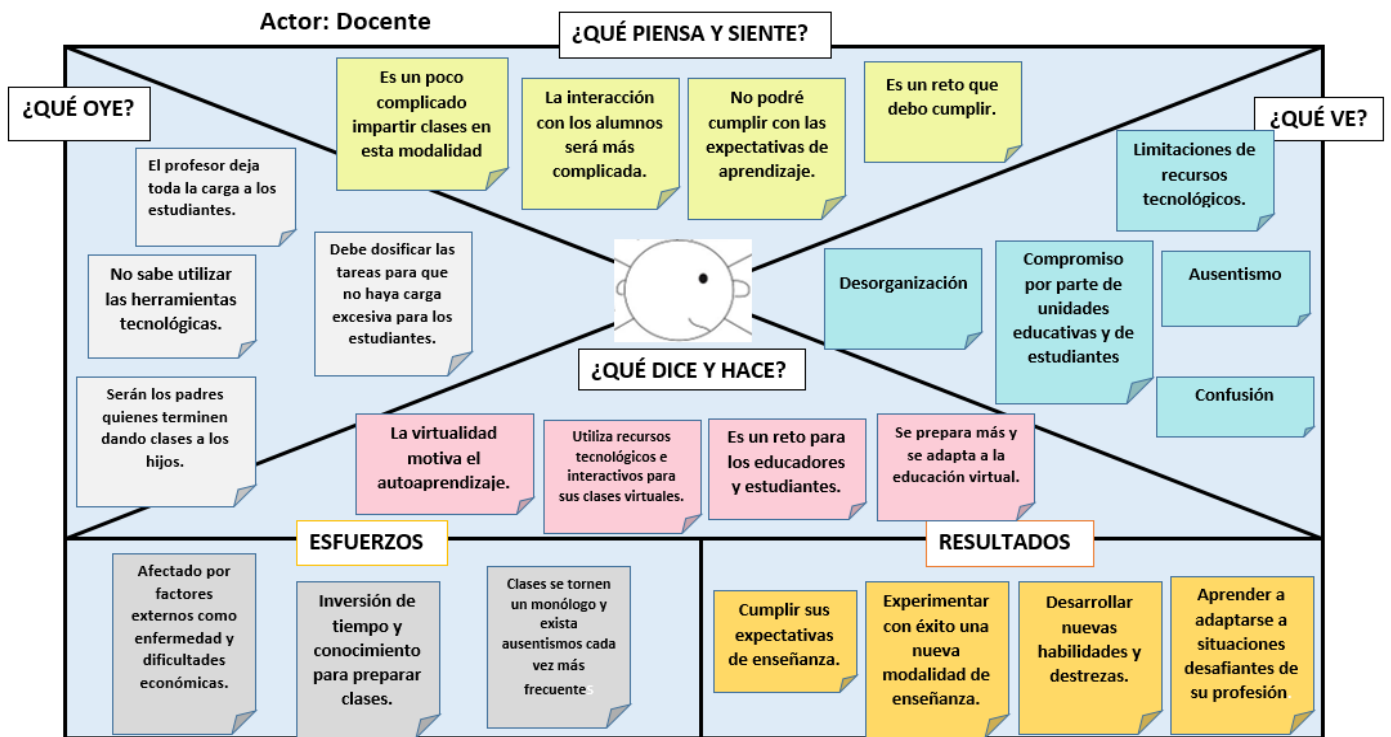 Actor: Docente
¿QUÉ PIENSA Y SIENTE?
Es un poco
complicado
impartir clases en
esta modalidad
La interacción
con los alumnos
será más
complicada.
No podré
cumplir con las
expectativas de
aprendizaje.
Es un reto que
debo cumplir.
¿QUÉ OYE?
El profesor deja
toda la carga a los
estudiantes.
No sabe utilizar
las herramientas
tecnológicas.
Debe dosificar las
tareas para que
no haya carga
excesiva para los
estudiantes.
Serán los padres
quienes terminen
dando clases a los
hijos.
¿QUÉ VE?
Limitaciones de
recursos
tecnológicos.
Desorganización
Compromiso
por parte de
unidades
educativas y de
estudiantes
Ausentismo
Confusión
¿QUÉ DICE Y HACE?
La virtualidad
motiva el
autoaprendizaje.
Utiliza recursos
tecnológicos e
interactivos para
sus clases virtuales.
Es un reto para
los educadores
y estudiantes.
Se prepara más y
se adapta a la
educación virtual.
ESFUERZOS
Afectado por
factores
externos como
enfermedad y
dificultades
económicas.
Inversión de
tiempo y
conocimiento
para preparar
clases.
Clases se tornen
un monólogo y
exista
ausentismos cada
vez más
frecuentes
RESULTADOS
Cumplir sus
expectativas
de enseñanza.
Experimentar
con éxito una
nueva
modalidad de
enseñanza.
Desarrollar
nuevas
habilidades y
destrezas.
Aprender a
adaptarse a
situaciones
desafiantes de
su profesión.